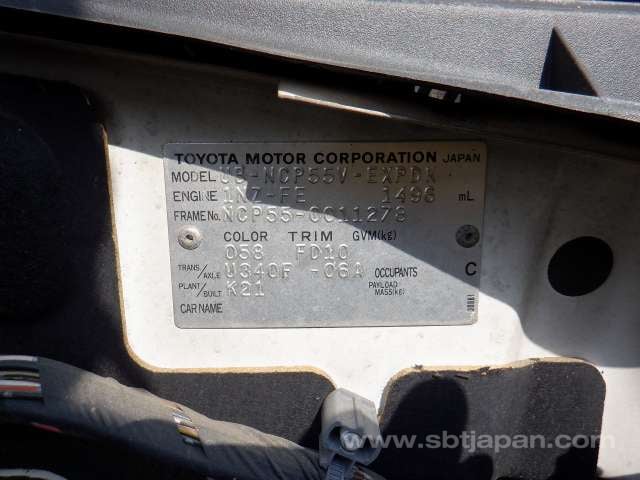 TOYOTA MOTOR CORPORATION JAPAN
MODEL UB-NCP55V-EXPDK
ENGINE 1NZ-FE 1496 mL
FRAME No. NCP55-0011278
COLOR TRIM GVM(kg)
058 FD10
TRANS/AXLE U340F -06A OCCUPANTS C
PLANT/BUILT K21 PAYLOAD MASS(kg)
CAR NAME
www.sbtjapan.com